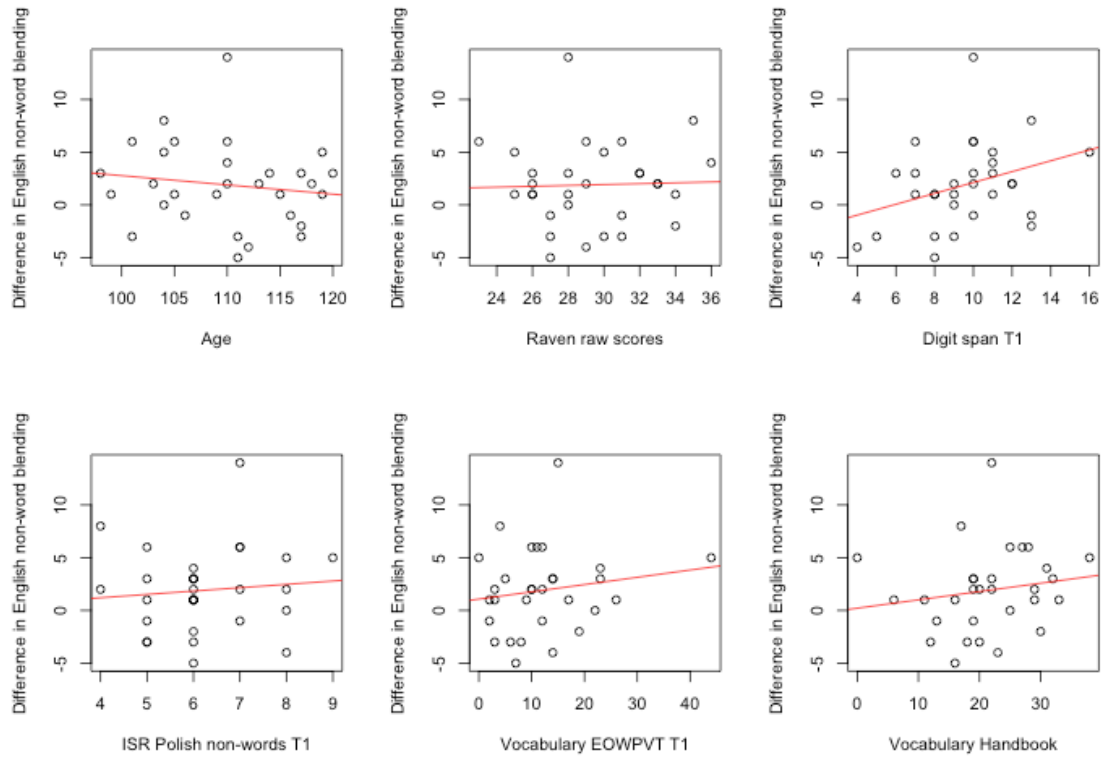 Difference in English non-word blending
-5 0 5 10
100 105 110 115 120
Age
Difference in English non-word blending
-5 0 5 10
24 26 28 30 32 34 36
Raven raw scores
Difference in English non-word blending
-5 0 5 10
4 6 8 10 12 14 16
Digit span T1
Difference in English non-word blending
-5 0 5 10
4 5 6 7 8 9
ISR Polish non-words T1
Difference in English non-word blending
-5 0 5 10
0 10 20 30 40
Vocabulary EOWPVT T1
Difference in English non-word blending
-5 0 5 10
0 10 20 30
Vocabulary Handbook